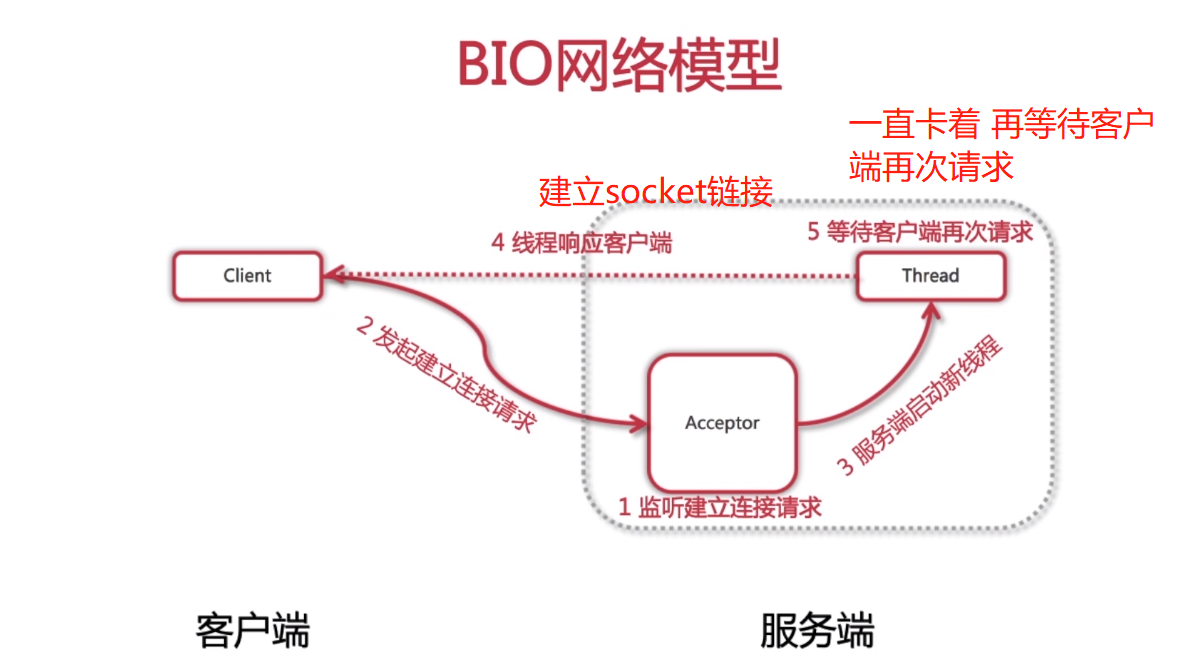 BIO网络模型
一直卡着 再等待客户
端再次请求
建立socket链接
4 线程响应客户端
5 等待客户端再次请求
Client
Thread
2 发起建立连接请求
3 服务端启动新线程
Acceptor
1 监听建立连接请求
客户端
服务端